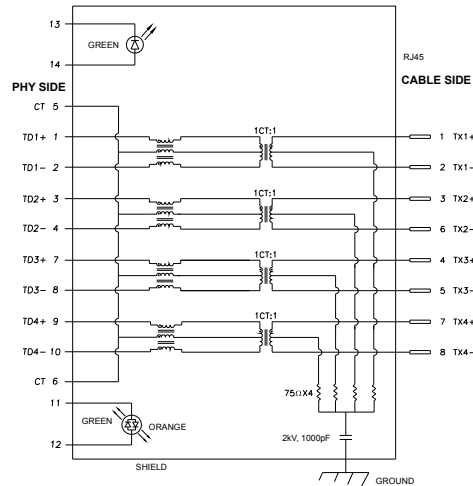 13
GREEN
14
RJ45
PHY SIDE
CABLE SIDE
CT 5
1CT:1
TD1+ 1
1 TX1+
TD1- 2
2 TX1-
1CT:1
TD2+ 3
3 TX2+
TD2- 4
6 TX2-
1CT:1
TD3+ 7
4 TX3+
TD3- 8
5 TX3-
1CT:1
TD4+ 9
7 TX4+
TD4- 10
8 TX4-
CT 6
75ΩX4
11
GREEN
ORANGE
2kV, 1000pF
12
SHIELD
GROUND